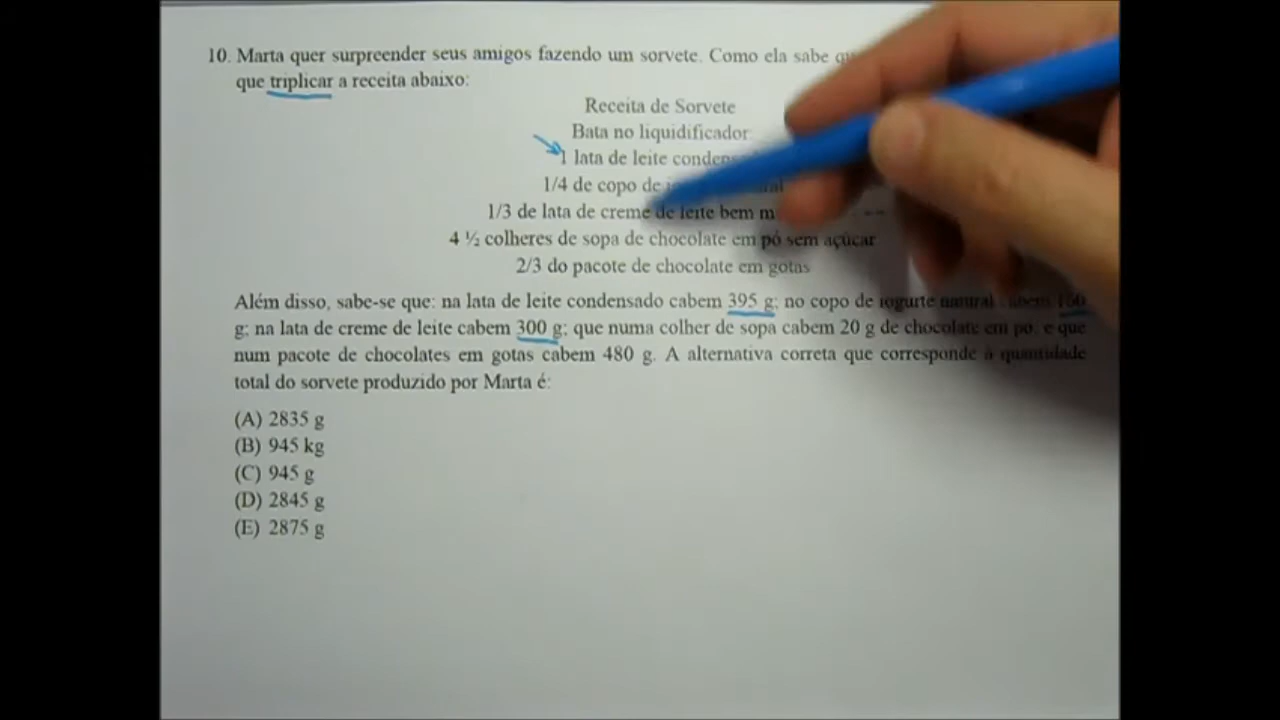 10. Marta quer surpreender seus amigos fazendo um sorvete. Como ela sabe
que triplicar a receita abaixo:
Receita de Sorvete
Bata no liquidificador
1 lata de leite
1/4 de copo de
1/3 de lata de creme de leite bem
4 ½ colheres de sopa de chocolate em pó sem açúcar
2/3 do pacote de chocolate em gotas
Além disso, sabe-se que: na lata de leite condensado cabem 395 g; no copo de iogurte natural cabem 160
g; na lata de creme de leite cabem 300 g; que numa colher de sopa cabem 20 g de chocolate em pó, e que
num pacote de chocolates em gotas cabem 480 g. A alternativa correta que corresponde à quantidade
total do sorvete produzido por Marta é:
(A) 2835 g
(B) 945 kg
(C) 945 g
(D) 2845 g
(E) 2875 g